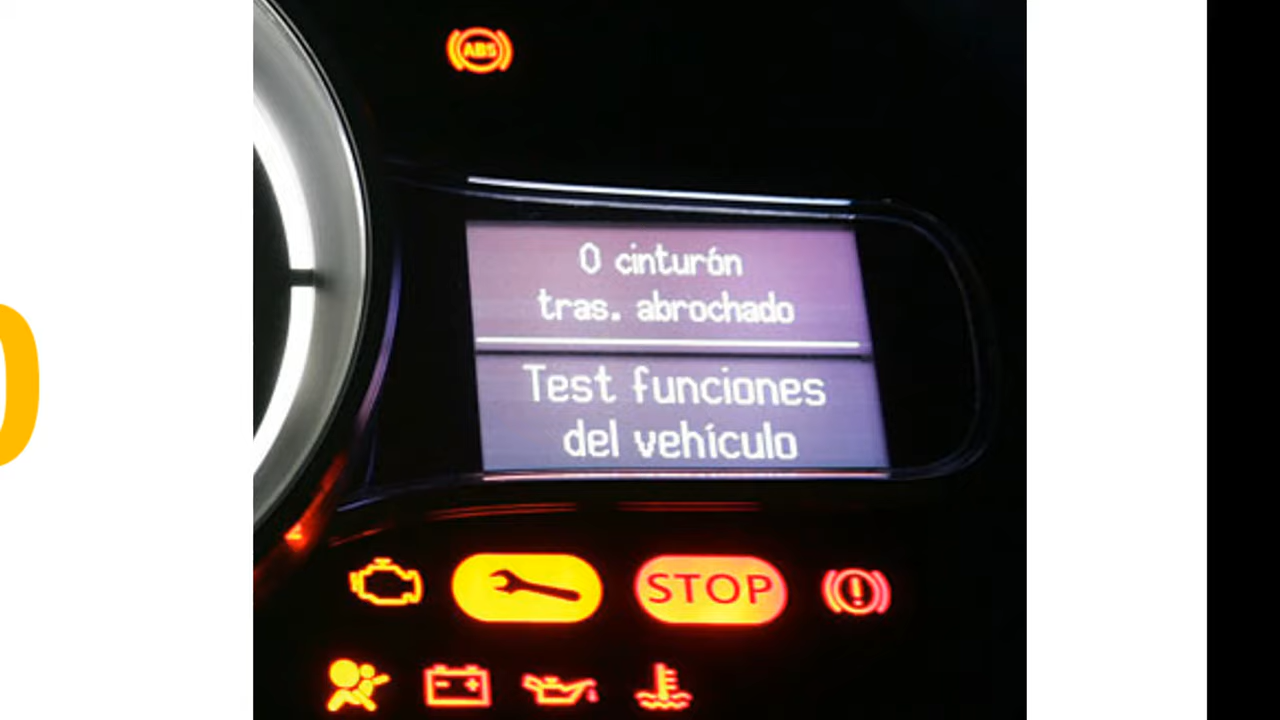 ABS
0 cinturón
tras. abrochado
Test funciones
del vehículo
STOP